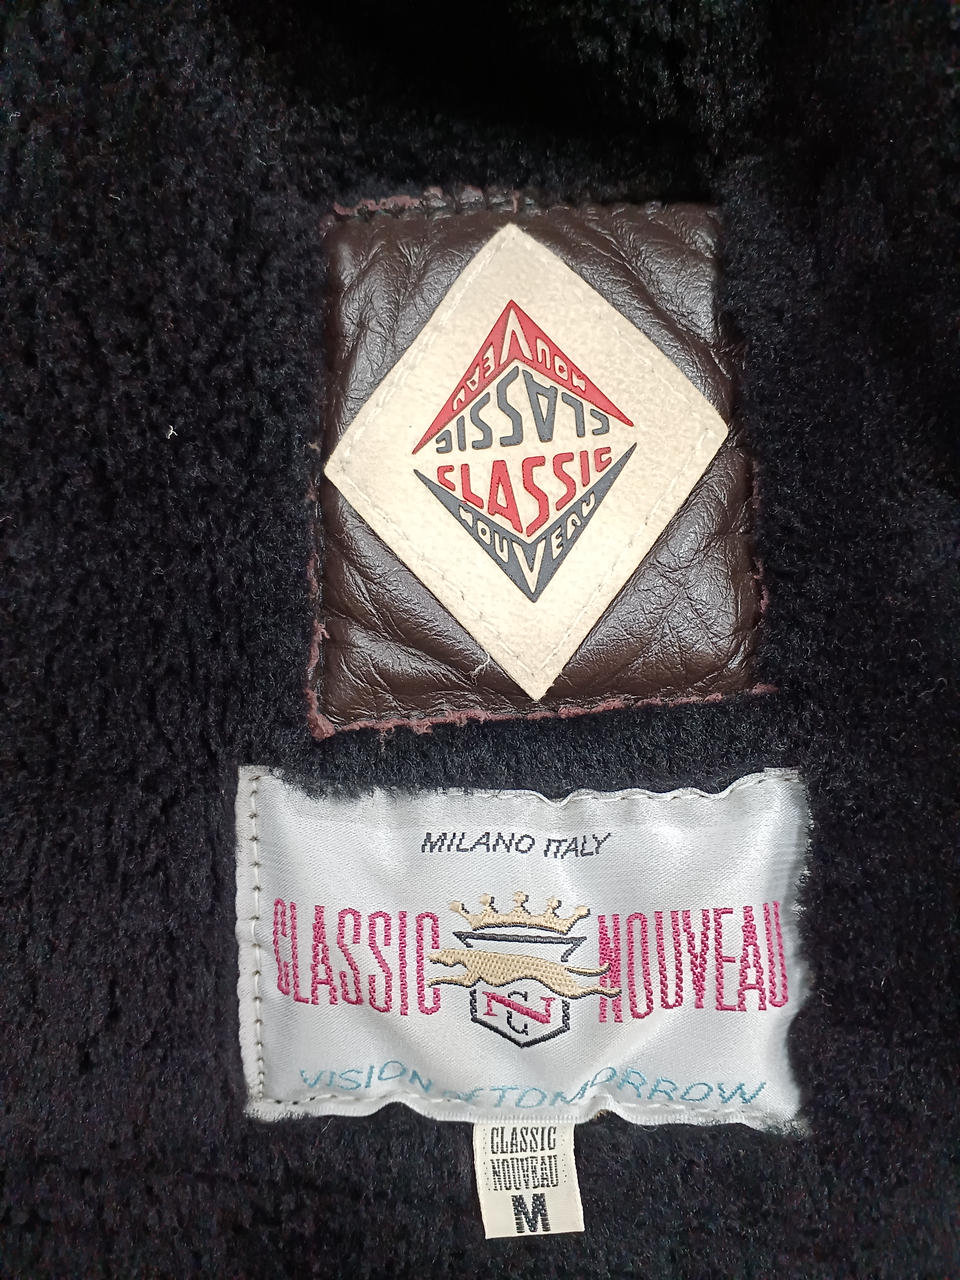 NOUVEAU
CLASSIC
CLASSIC
NOUVEAU
MILANO ITALY
CLASSIC NOUVEAU
NC
VISION OF TOMORROW
CLASSIC
NOUVEAU
M